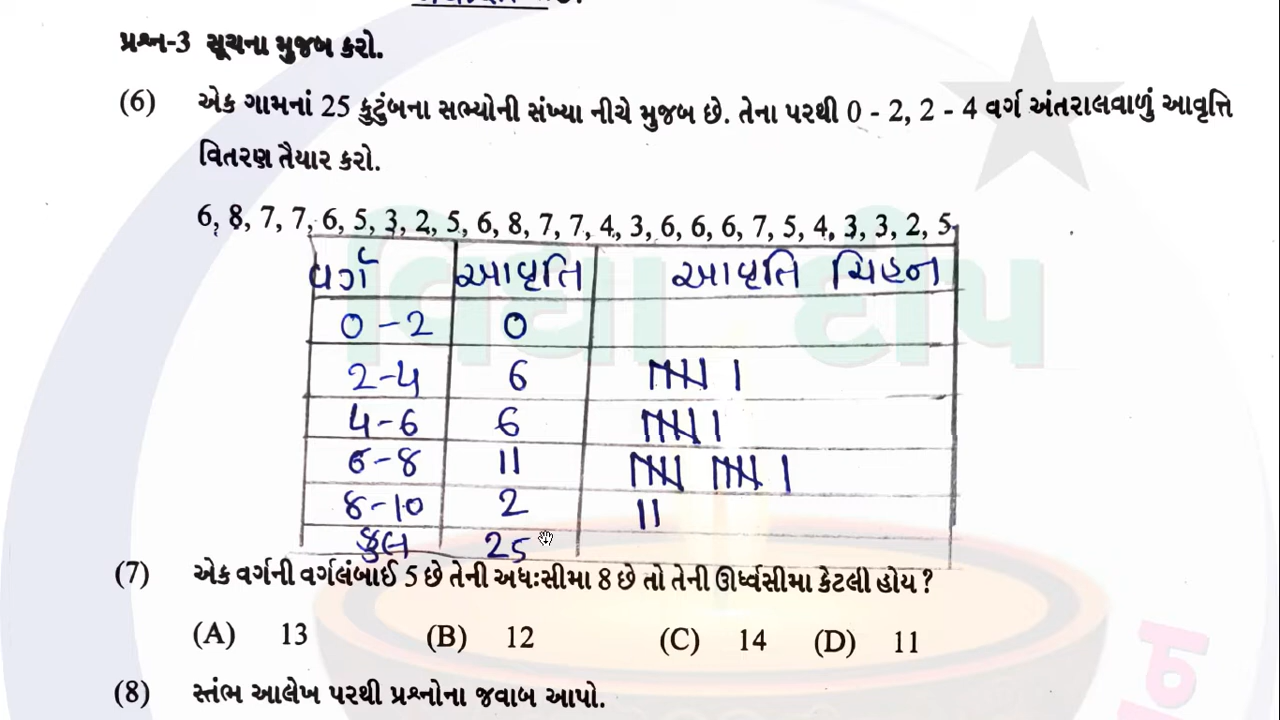 પ્રશ્ન-3 સૂચના મુજબ કરો.
(6) એક ગામનાં 25 કુટુંબના સભ્યોની સંખ્યા નીચે મુજબ છે. તેના પરથી 0 - 2, 2 - 4 વર્ગ અંતરાલવાળું આવૃત્તિ
વિતરણ તૈયાર કરો.
6, 8, 7, 7, 6, 5, 3, 2, 5, 6, 8, 7, 7, 4, 3, 6, 6, 6, 7, 5, 4, 3, 3, 2, 5,
વર્ગ આવૃતિ આવૃતિ ચિહન
0 - 2 0
2 - 4 6
4 - 6 6
6 - 8 11
8 - 10 2
કુલ 25
વિદ્યા દીપ
(7) એક વર્ગની વર્ગલંબાઈ 5 છે તેની અધઃસીમા 8 છે તો તેની ઊર્ધ્વસીમા કેટલી હોય ?
(A) 13 (B) 12 (C) 14 (D) 11
(8) સ્તંભ આલેખ પરથી પ્રશ્નોના જવાબ આપો.